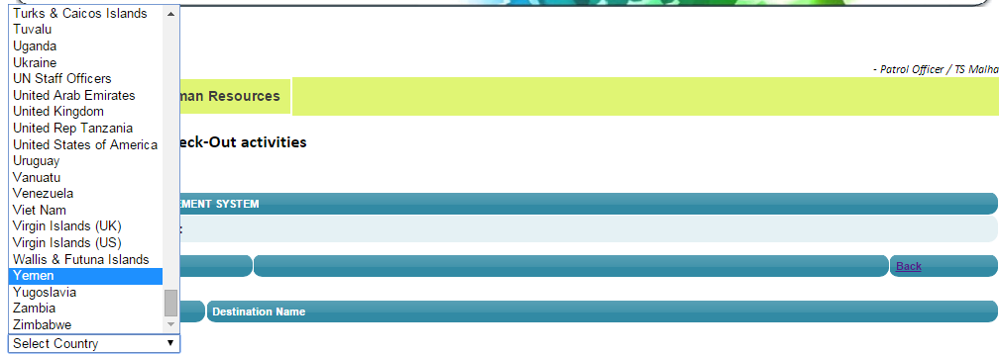 Turks & Caicos Islands
Tuvalu
Uganda
Ukraine
UN Staff Officers
United Arab Emirates
United Kingdom
United Rep Tanzania
United States of America
Uruguay
Vanuatu
Venezuela
Viet Nam
Virgin Islands (UK)
Virgin Islands (US)
Wallis & Futuna Islands
Yemen
Yugoslavia
Zambia
Zimbabwe
Select Country
- Patrol Officer / TS Malha
man Resources
eck-Out activities
EMENT SYSTEM
:
Back
Destination Name